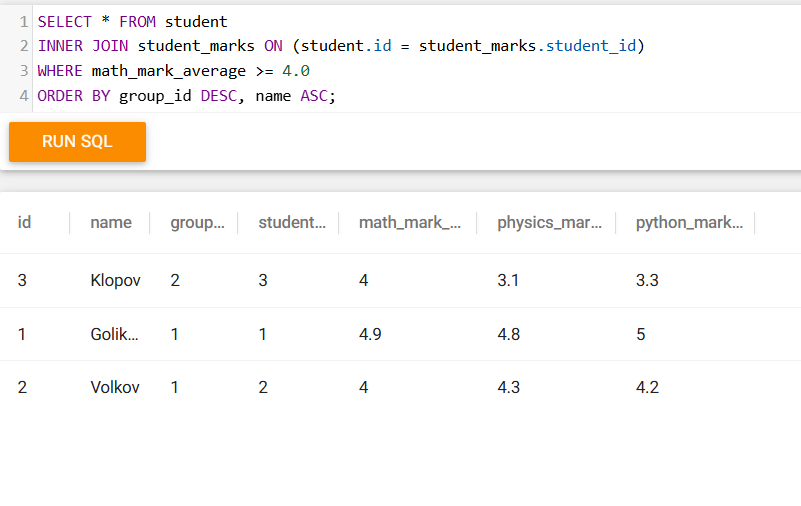 1 SELECT * FROM student
2 INNER JOIN student_marks ON (student.id = student_marks.student_id)
3 WHERE math_mark_average >= 4.0
4 ORDER BY group_id DESC, name ASC;
RUN SQL
id name group... student... math_mark_... physics_mar... python_mark...
3 Klopov 2 3 4 3.1 3.3
1 Golik... 1 1 4.9 4.8 5
2 Volkov 1 2 4 4.3 4.2